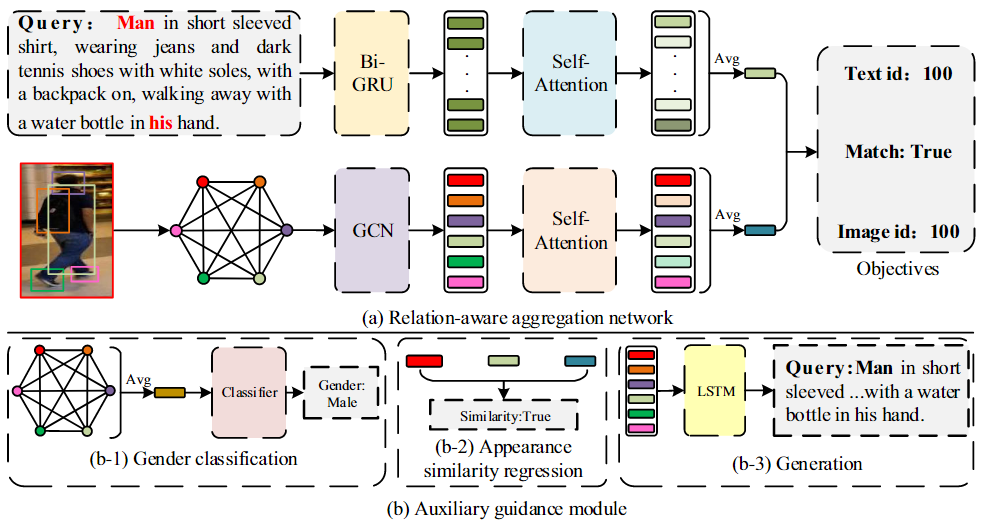 Query: Man in short sleeved
shirt, wearing jeans and dark
tennis shoes with white soles, with
a backpack on, walking away with
a water bottle in his hand.
Bi-
GRU
Self-
Attention
Avg
Text id: 100
Match: True
Image id: 100
Objectives
GCN
Self-
Attention
Avg
(a) Relation-aware aggregation network
Avg
Classifier
Gender:
Male
(b-1) Gender classification
Similarity:True
(b-2) Appearance
similarity regression
LSTM
Query:Man in short
sleeved ...with a water
bottle in his hand.
(b-3) Generation
(b) Auxiliary guidance module